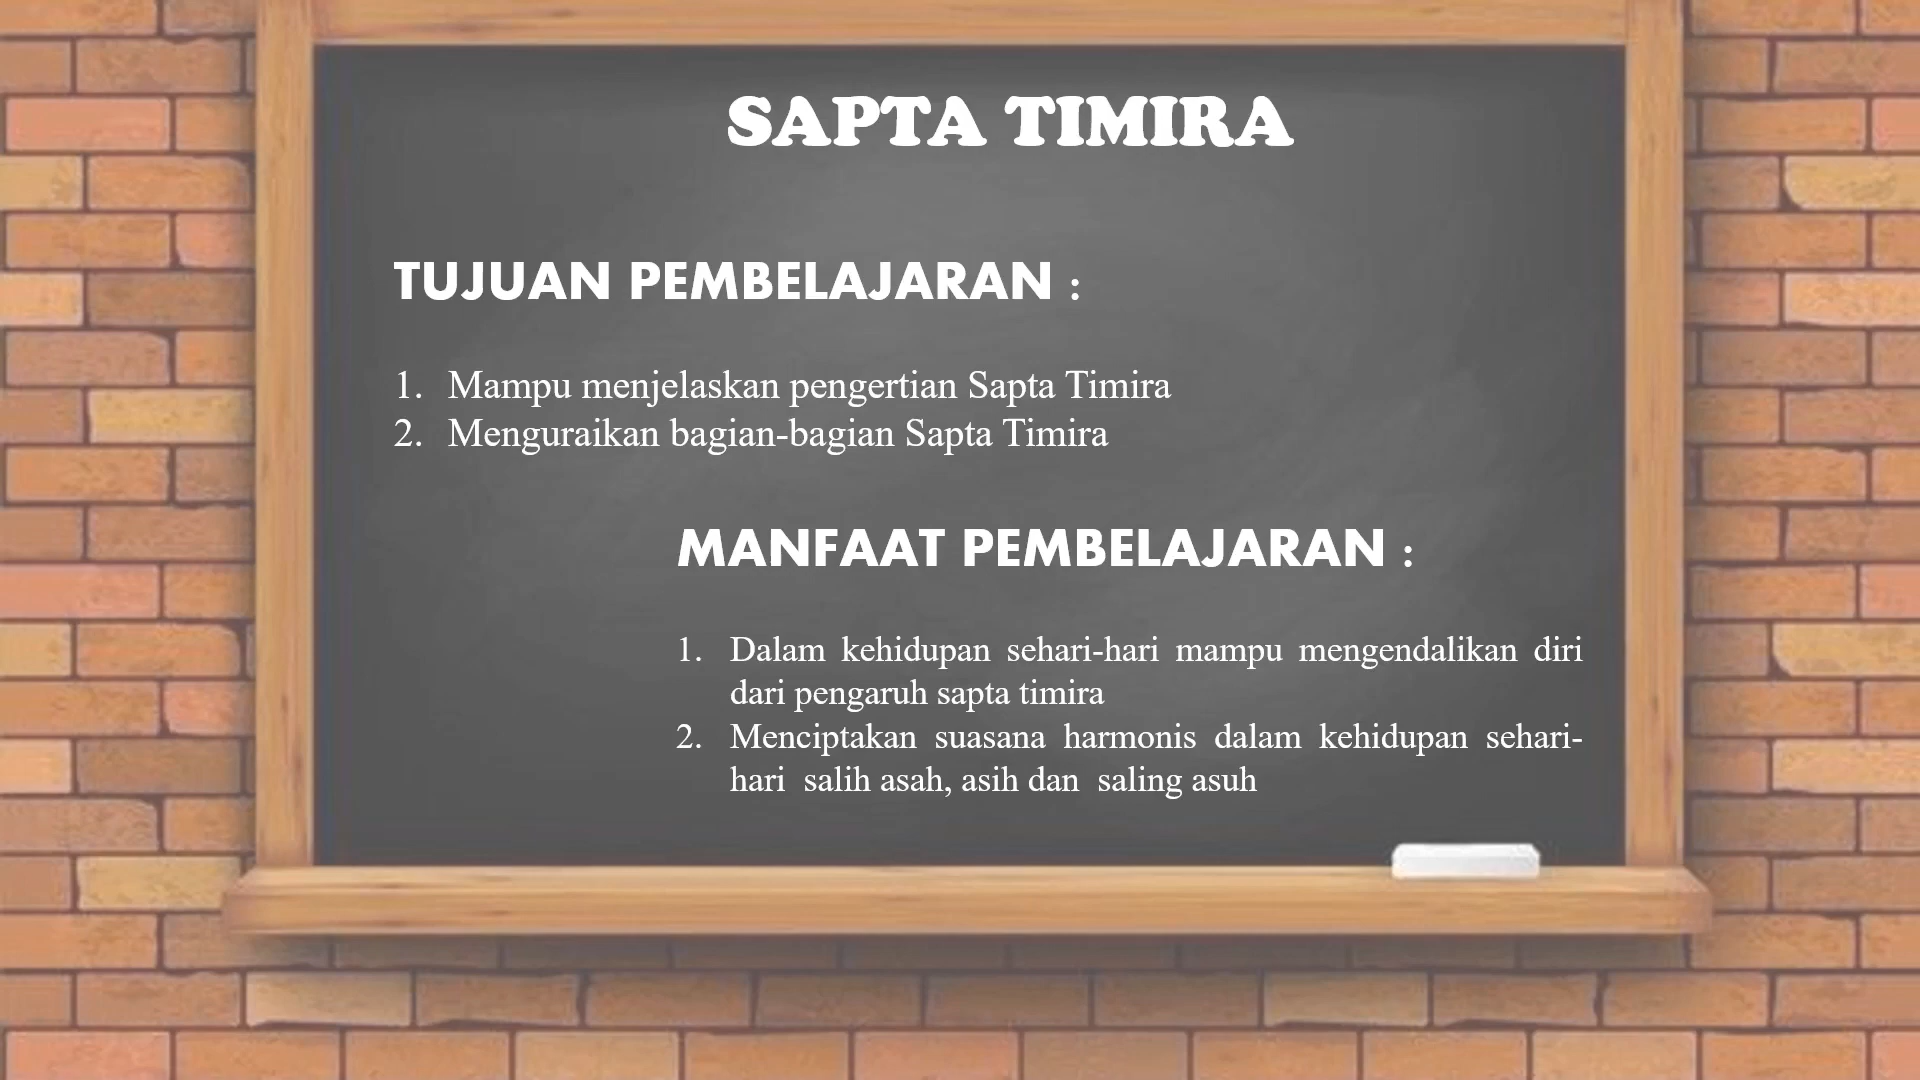 SAPTA TIMIRA
TUJUAN PEMBELAJARAN :
1. Mampu menjelaskan pengertian Sapta Timira
2. Menguraikan bagian-bagian Sapta Timira
MANFAAT PEMBELAJARAN :
1. Dalam kehidupan sehari-hari mampu mengendalikan diri
dari pengaruh sapta timira
2. Menciptakan suasana harmonis dalam kehidupan sehari-
hari salih asah, asih dan saling asuh